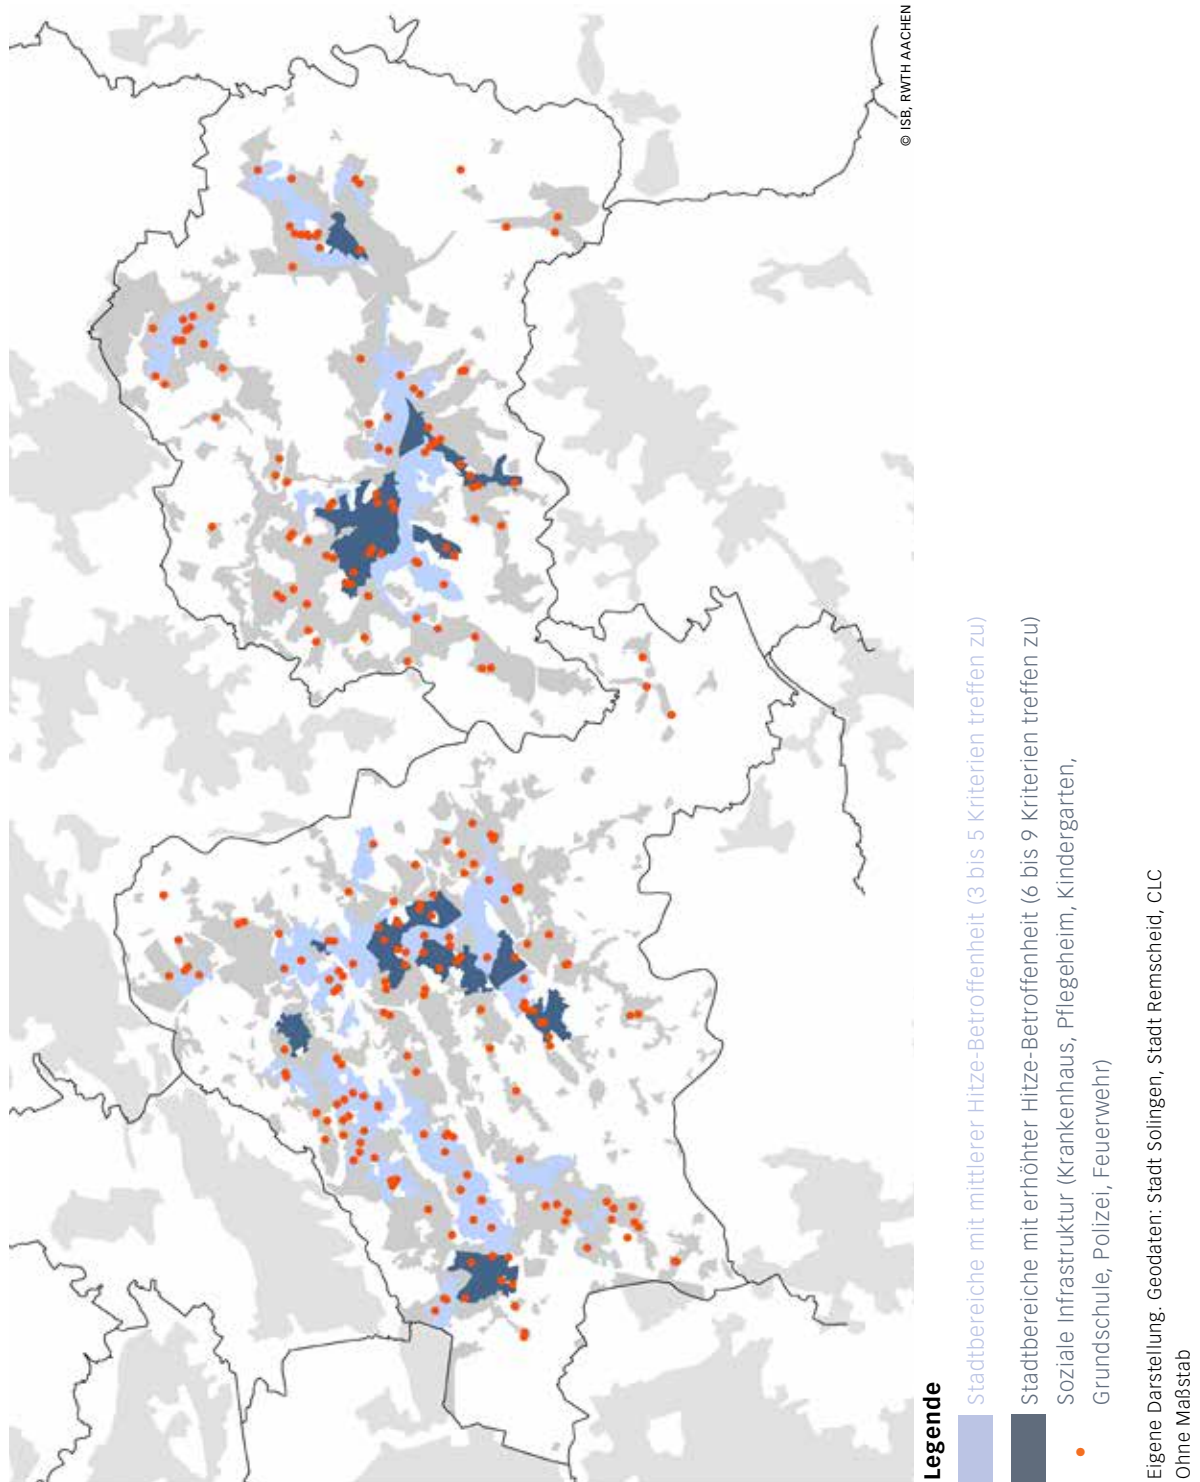 © ISB, RWTH AACHEN
Legende
Stadtbereiche mit mittlerer Hitze-Betroffenheit (3 bis 5 Kriterien treffen zu)
Stadtbereiche mit erhöhter Hitze-Betroffenheit (6 bis 9 Kriterien treffen zu)
Soziale Infrastruktur (Krankenhaus, Pflegeheim, Kindergarten,
Grundschule, Polizei, Feuerwehr)
Eigene Darstellung. Geodaten: Stadt Solingen, Stadt Remscheid, CLC
Ohne Maßstab